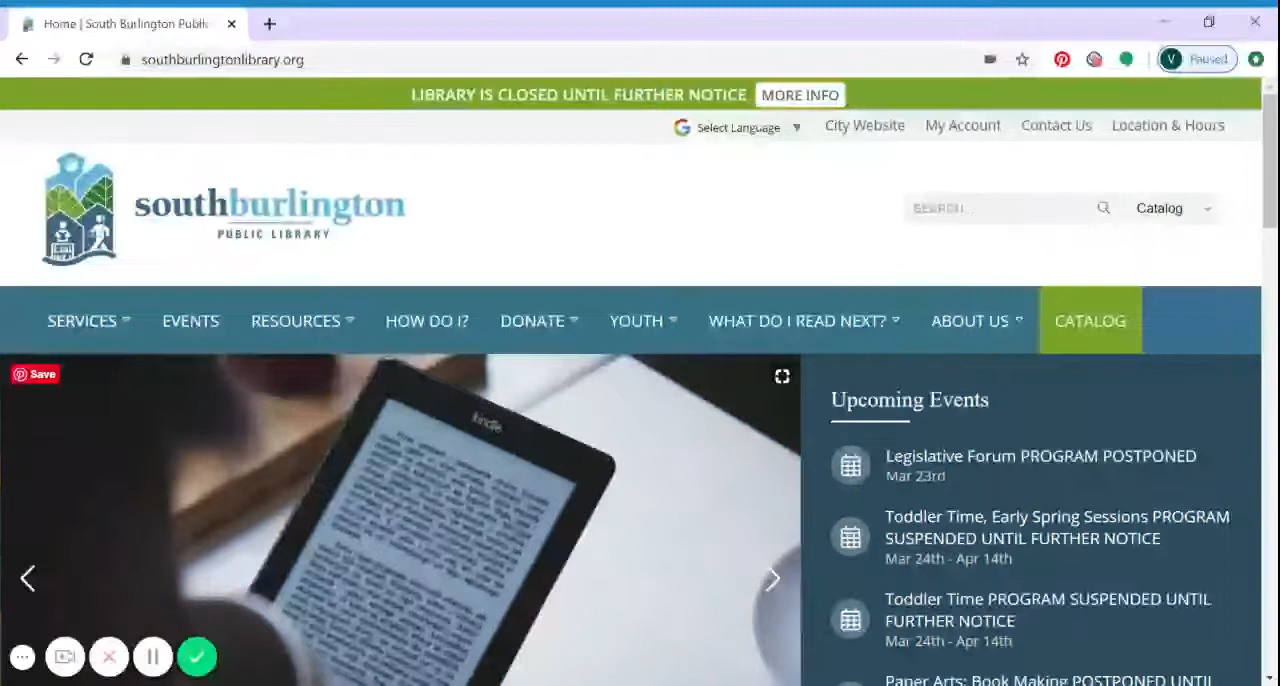 Home | South Burlington Publi
southburlingtonlibrary.org
V Paused
LIBRARY IS CLOSED UNTIL FURTHER NOTICE MORE INFO
Select Language City Website My Account Contact Us Location & Hours
southburlington
PUBLIC LIBRARY
SEARCH...
Catalog
SERVICES EVENTS RESOURCES HOW DO I? DONATE YOUTH WHAT DO I READ NEXT? ABOUT US CATALOG
Save
kindle
Upcoming Events
Legislative Forum PROGRAM POSTPONED
Mar 23rd
Toddler Time, Early Spring Sessions PROGRAM
SUSPENDED UNTIL FURTHER NOTICE
Mar 24th - Apr 14th
Toddler Time PROGRAM SUSPENDED UNTIL
FURTHER NOTICE
Mar 24th - Apr 14th
Paper Arts: Book Making POSTPONED UNTIL